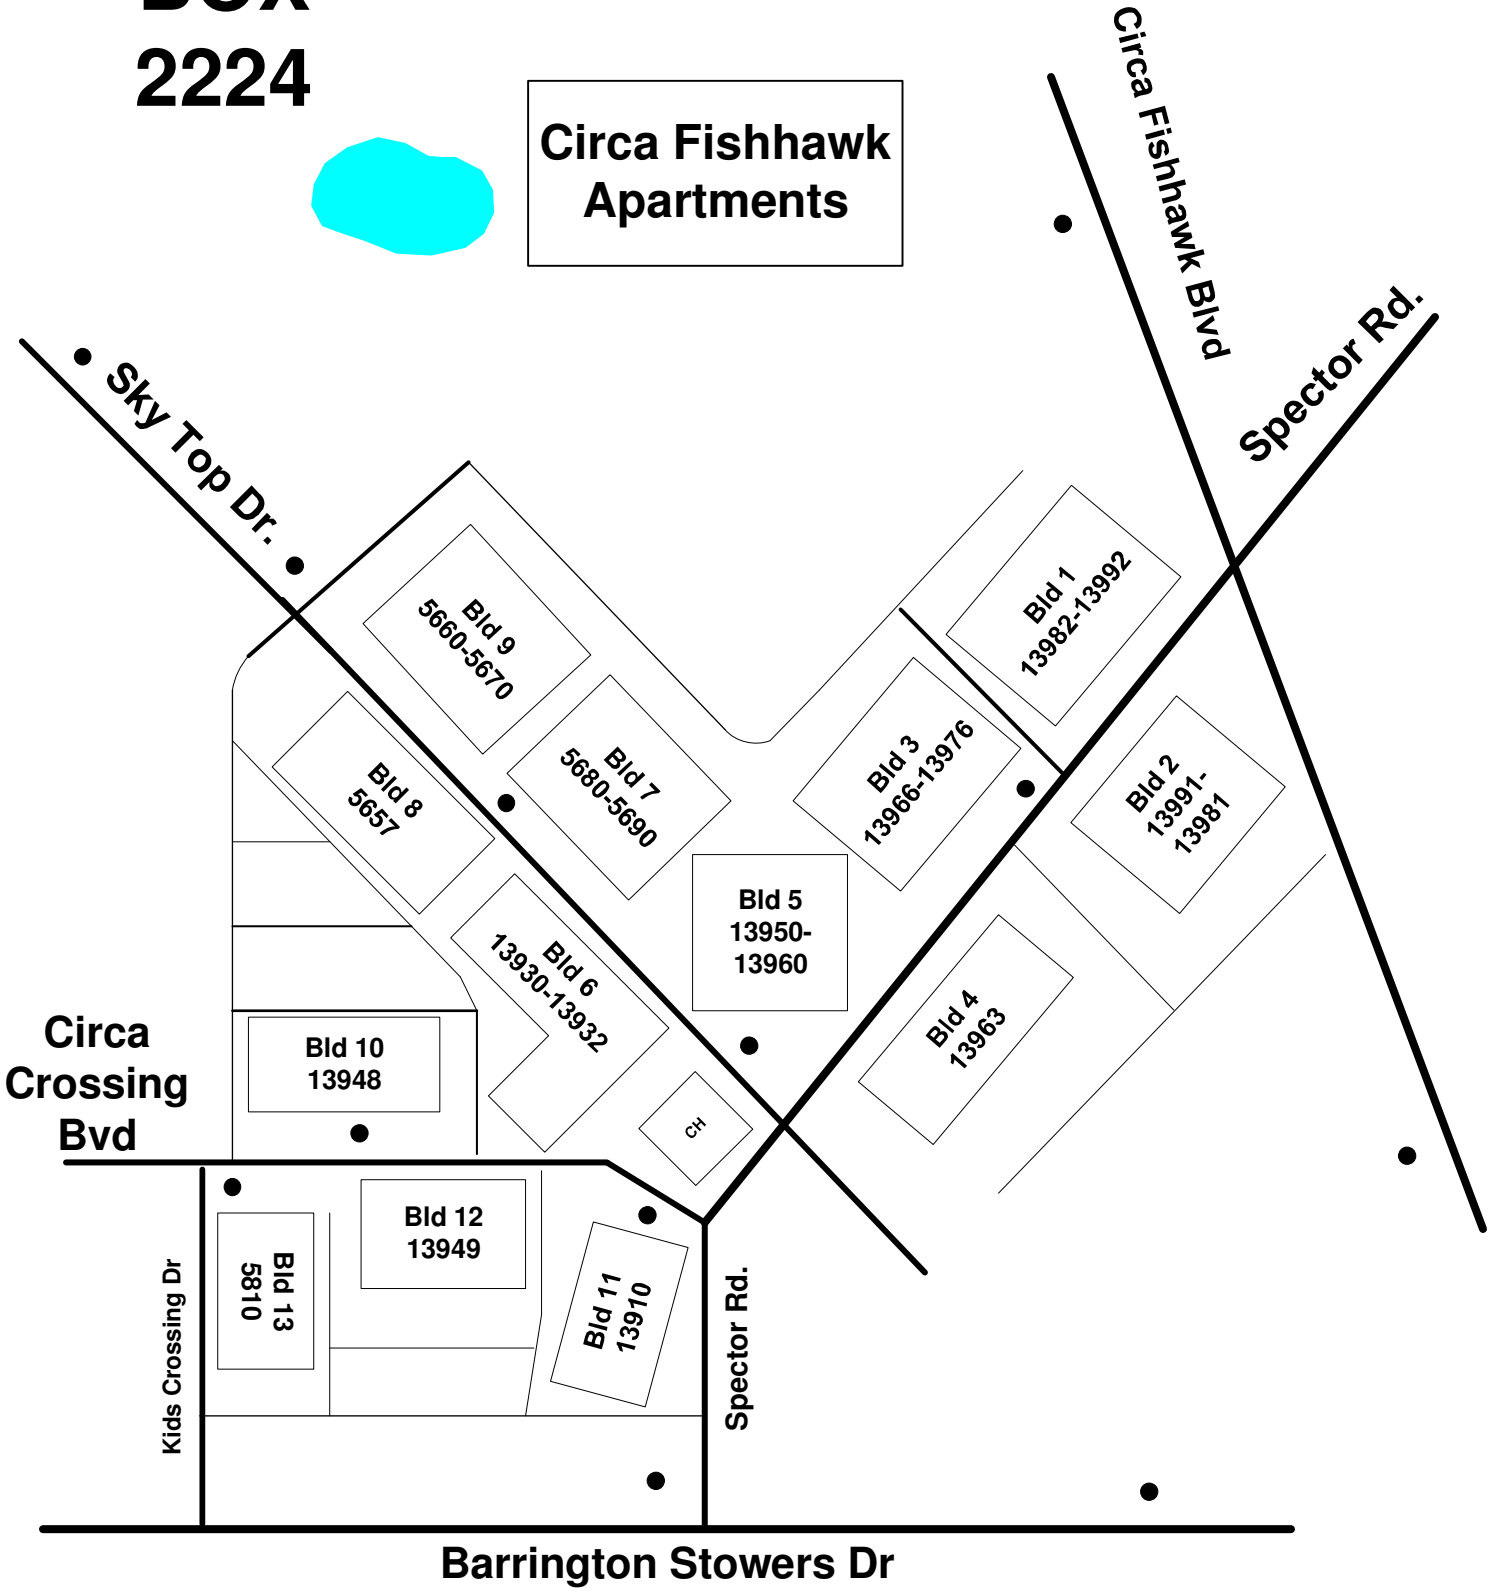 BOX
2224
Circa Fishhawk
Apartments
Circa Fishhawk Blvd
Spector Rd.
Sky Top Dr.
Bld 1
13982-13992
Bld 9
5660-5670
Bld 3
13966-13976
Bld 2
13991-
13981
Bld 7
5680-5690
Bld 8
5657
Bld 5
13950-
13960
Bld 6
13930-13932
Bld 4
13963
Circa
Crossing
Bvd
Bld 10
13948
CH
Bld 12
13949
Bld 13
5810
Bld 11
13910
Kids Crossing Dr
Spector Rd.
Barrington Stowers Dr